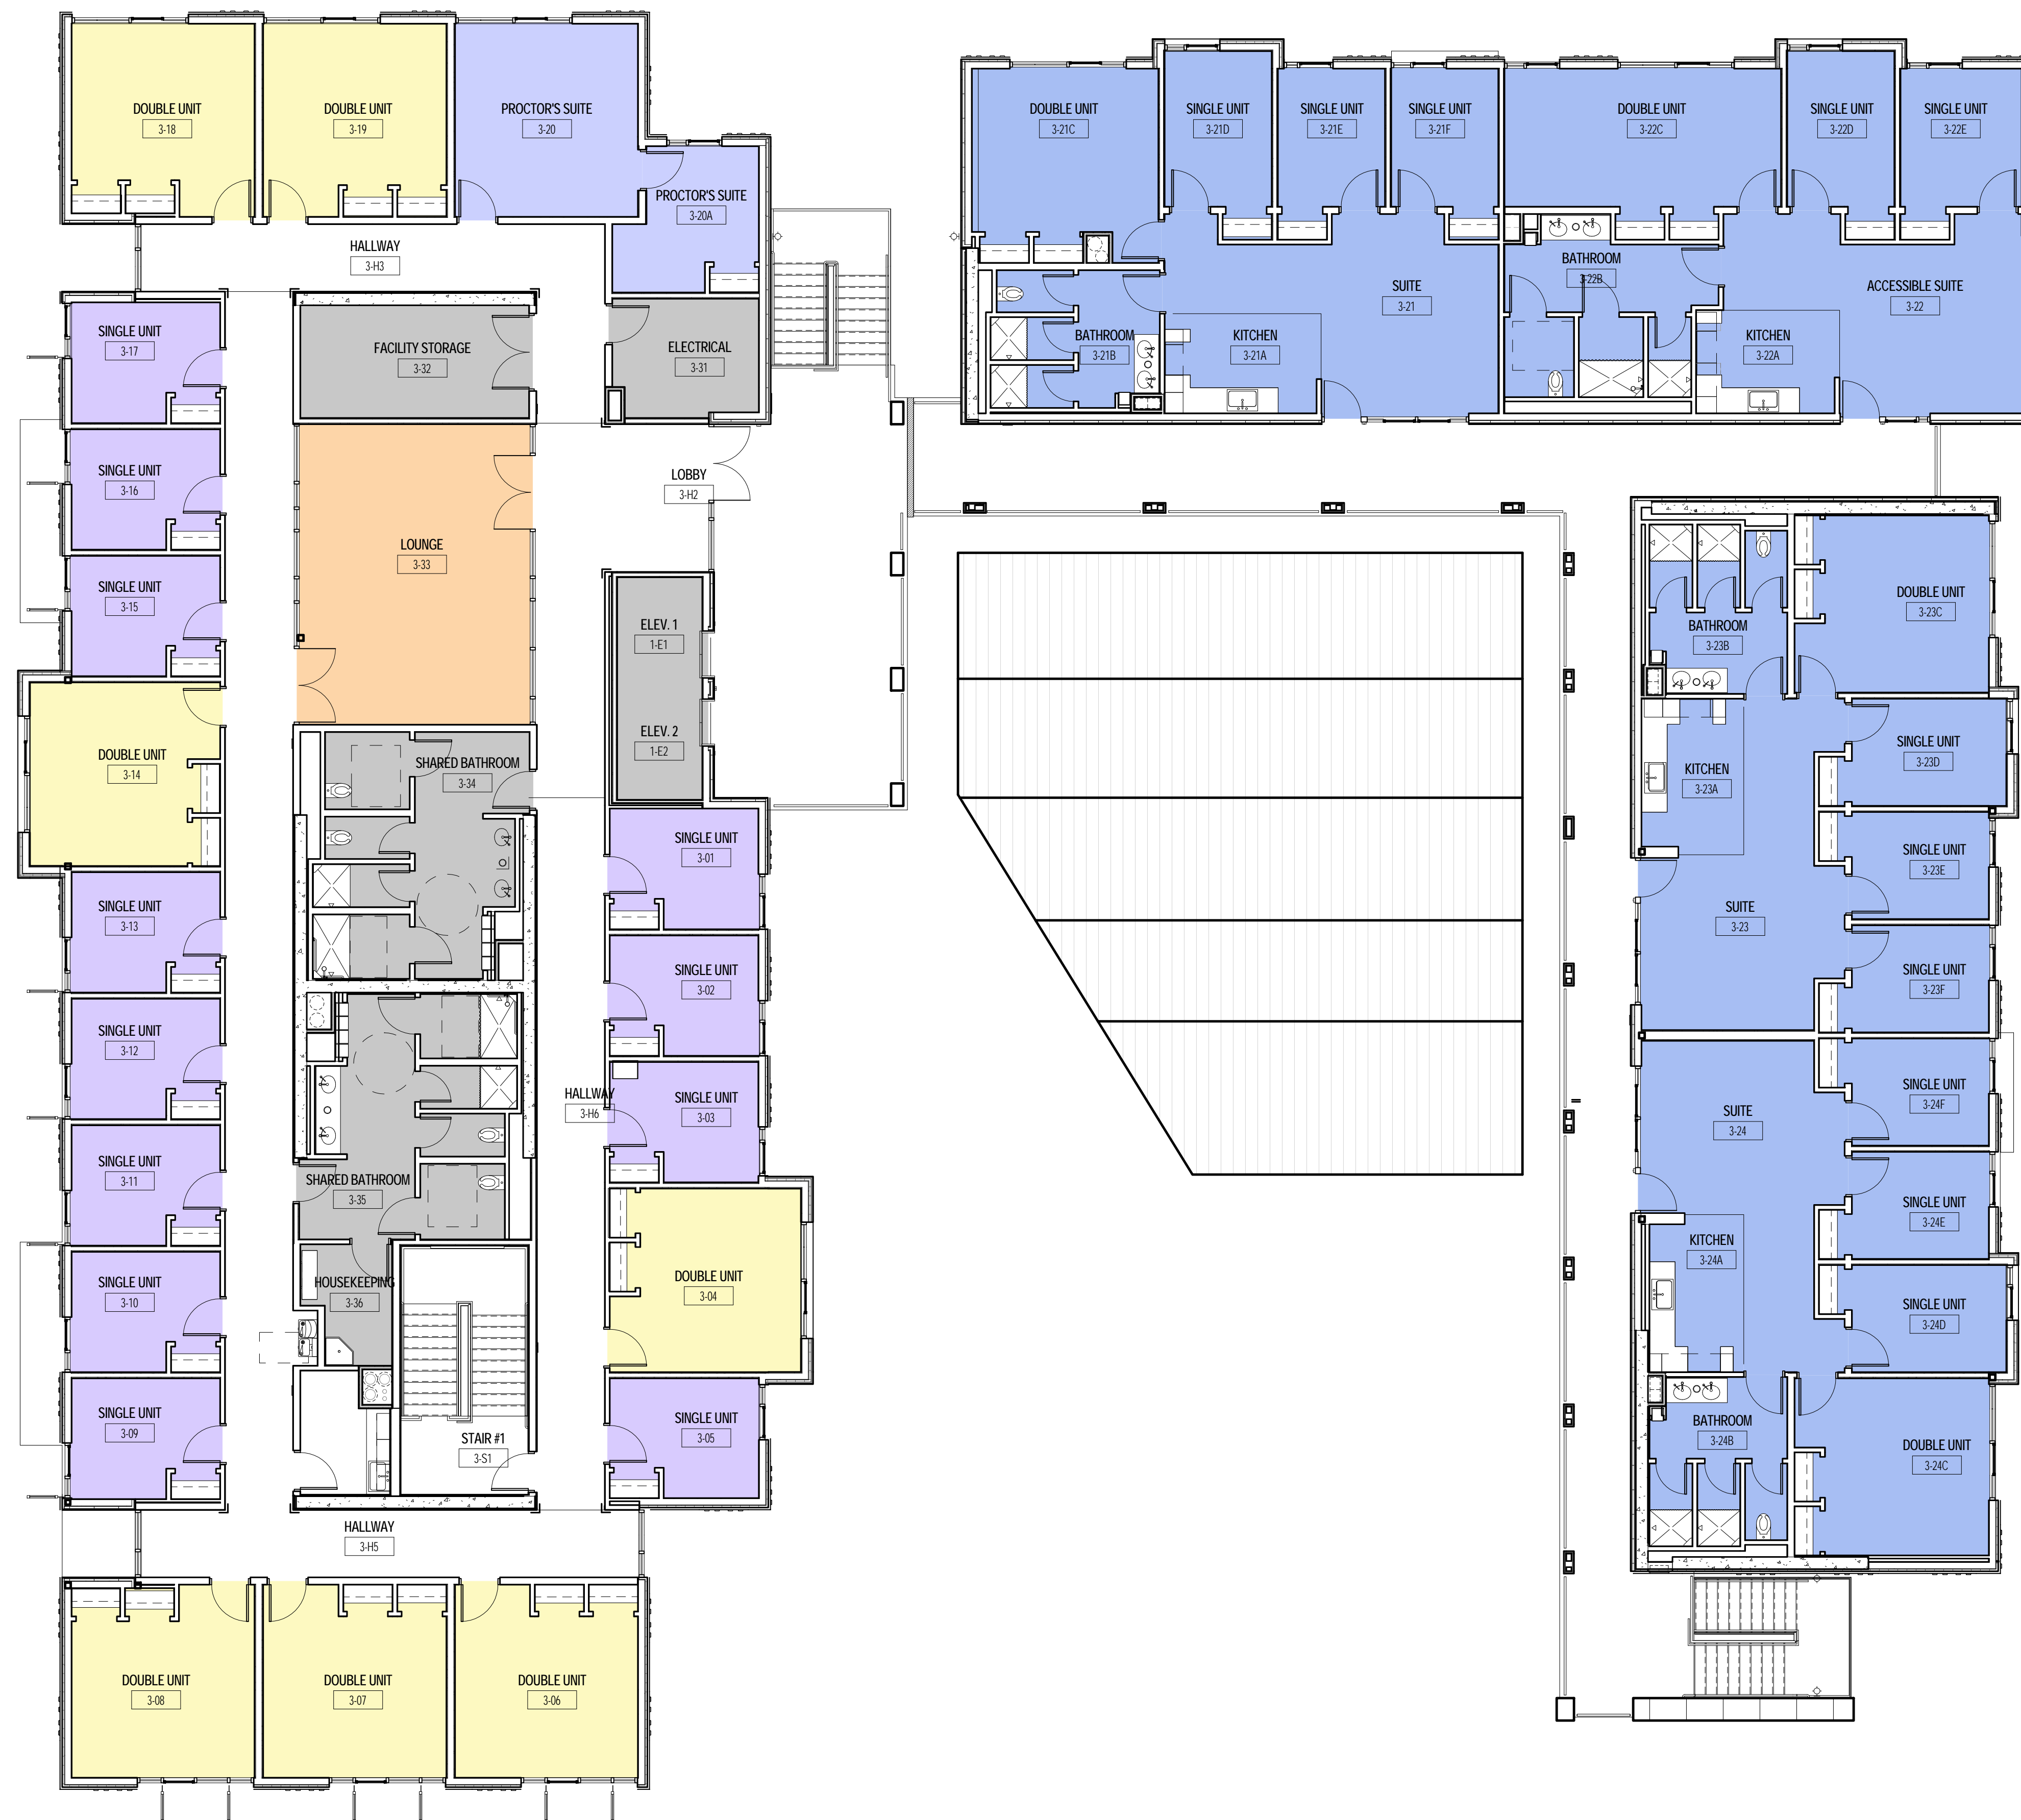 DOUBLE UNIT
3-18
DOUBLE UNIT
3-19
PROCTOR'S SUITE
3-20
PROCTOR'S SUITE
3-20A
HALLWAY
3-H3
SINGLE UNIT
3-17
FACILITY STORAGE
3-32
ELECTRICAL
3-31
SINGLE UNIT
3-16
LOBBY
3-H2
LOUNGE
3-33
SINGLE UNIT
3-15
ELEV. 1
1-E1
ELEV. 2
1-E2
DOUBLE UNIT
3-14
SHARED BATHROOM
3-34
SINGLE UNIT
3-01
SINGLE UNIT
3-13
SINGLE UNIT
3-02
SINGLE UNIT
3-12
HALLWAY
3-H6
SINGLE UNIT
3-03
SINGLE UNIT
3-11
SHARED BATHROOM
3-35
SINGLE UNIT
3-10
HOUSEKEEPING
3-36
DOUBLE UNIT
3-04
SINGLE UNIT
3-09
STAIR #1
3-S1
SINGLE UNIT
3-05
HALLWAY
3-H5
DOUBLE UNIT
3-08
DOUBLE UNIT
3-07
DOUBLE UNIT
3-06
DOUBLE UNIT
3-21C
SINGLE UNIT
3-21D
SINGLE UNIT
3-21E
SINGLE UNIT
3-21F
DOUBLE UNIT
3-22C
SINGLE UNIT
3-22D
SINGLE UNIT
3-22E
BATHROOM
3-22B
SUITE
3-21
ACCESSIBLE SUITE
3-22
BATHROOM
3-21B
KITCHEN
3-21A
KITCHEN
3-22A
DOUBLE UNIT
3-23C
BATHROOM
3-23B
SINGLE UNIT
3-23D
KITCHEN
3-23A
SINGLE UNIT
3-23E
SUITE
3-23
SINGLE UNIT
3-23F
SINGLE UNIT
3-24F
SUITE
3-24
SINGLE UNIT
3-24E
KITCHEN
3-24A
SINGLE UNIT
3-24D
BATHROOM
3-24B
DOUBLE UNIT
3-24C